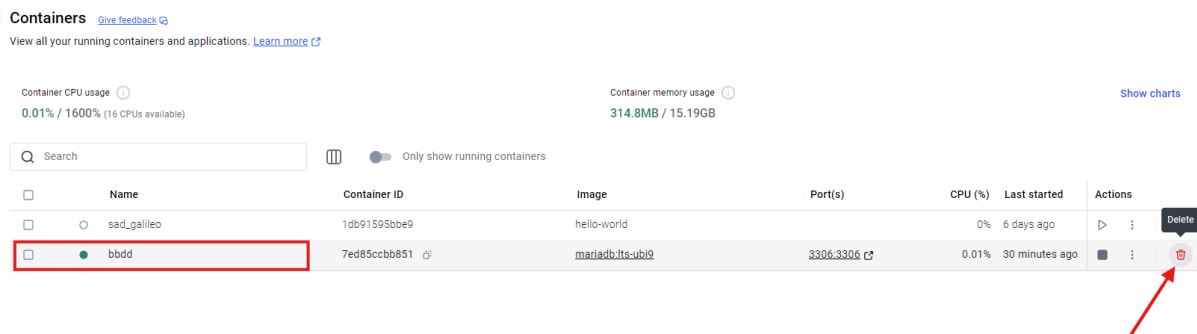 Containers Give feedback
View all your running containers and applications. Learn more
Container CPU usage
0.01% / 1600% (16 CPUs available)
Container memory usage
314.8MB / 15.19GB
Show charts
Search
Only show running containers
Name Container ID Image Port(s) CPU (%) Last started Actions
sad_galileo 1db91595bbe9 hello-world 0% 6 days ago
Delete
bbdd 7ed85ccbb851 mariadb:lts-ubi9 3306:3306 0.01% 30 minutes ago